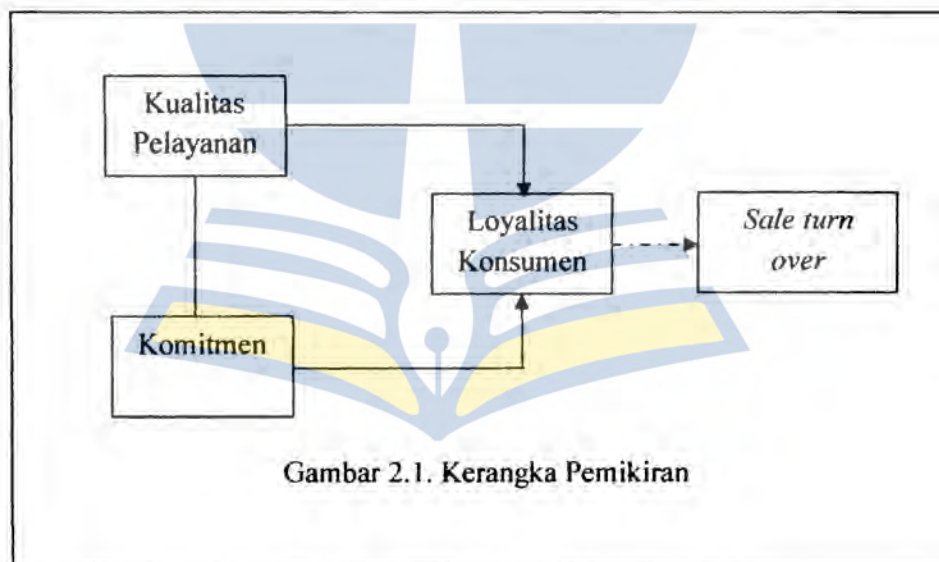 Kualitas
Pelayanan
Loyalitas
Konsumen
Sale turn
over
Komitmen
Gambar 2.1. Kerangka Pemikiran